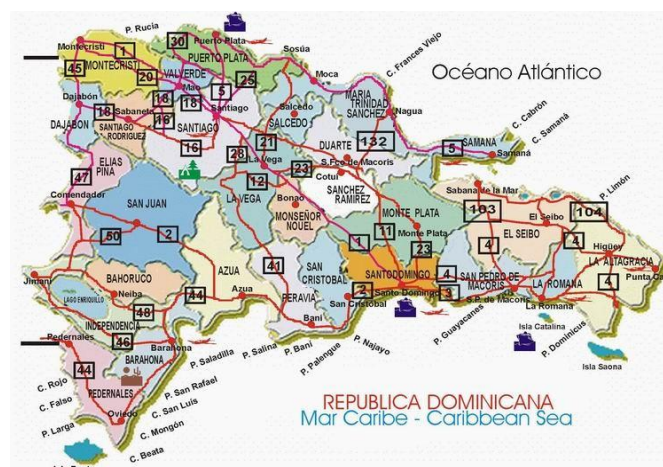 P. Rucia
Montecristi
1
30
Puerto Plata
PUERTO PLATA
Sosúa
45
MONTECRISTI
20
VALVERDE
Mao
25
Moca
C. Frances Viejo
Océano Atlántico
Dajabón
18
Sabaneta
18
18
5
Santiago
Salcedo
SALCEDO
MARIA
TRINIDAD
SANCHEZ
Nagua
C. Cabrón
C. Samaná
DAJABON
SANTIAGO
RODRIGUEZ
16
SANTIAGO
21
DUARTE
132
5
SAMANA
Samaná
ELIAS
PIÑA
16
28
La Vega
23
S.Fco de Macoris
Cotui
47
Comendador
SAN JUAN
12
LA VEGA
Bonao
MONSEÑOR
NOUEL
SANCHEZ
RAMIREZ
Sabana de la Mar
P. Limón
103
104
El Seibo
EL SEIBO
50
2
MONTE PLATA
Monte Plata
11
23
4
4
Higüey
LA ALTAGRACIA
Punta Ca
AZUA
41
1
SANTODOMINGO
4
SAN PEDRO DE
MACORIS
LA ROMANA
4
Jimaní
BAHORUCO
LAGO ENRIQUILLO
Neiba
44
Azua
PERAVIA
SAN
CRISTOBAL
2
San Cristobal
Santo Domingo
3
S.P. de Macoris
La Romana
INDEPENDENCIA
48
46
Baní
P. Guayacanes
Isla Catalina
P. Dominicus
Isla Saona
Pedernales
BARAHONA
Barahona
P. Saladilla
P. Salina
P. Bani
P. Palengue
P. Najayo
44
C. Rojo
C. Falso
P. Larga
PEDERNALES
Oviedo
P. San Rafael
C. San Luis
C. Mongón
C. Beata
REPUBLICA DOMINICANA
Mar Caribe - Caribbean Sea